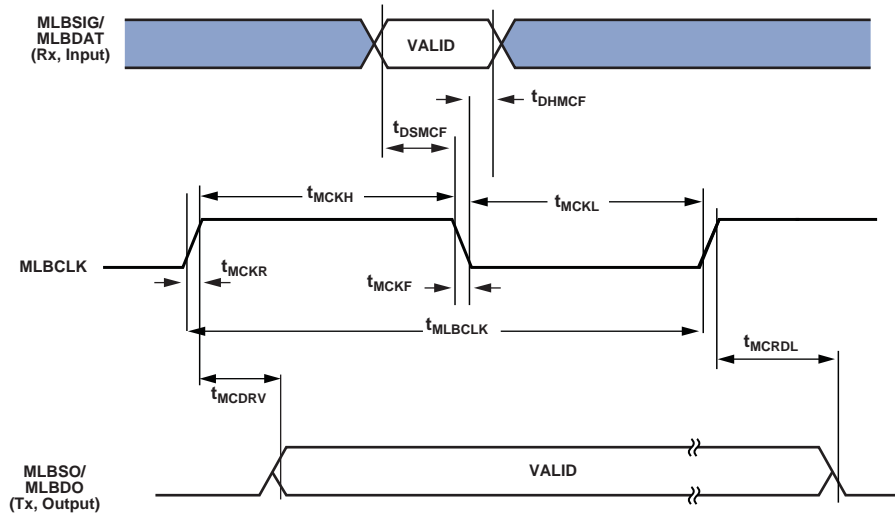 MLBSIG/
MLBDAT
(Rx, Input)
VALID
tDHMCF
tDSMCF
tMCKH
tMCKL
MLBCLK
tMCKR
tMCKF
tMLBCLK
tMCRDL
tMCDRV
MLBSO/
MLBDO
(Tx, Output)
VALID